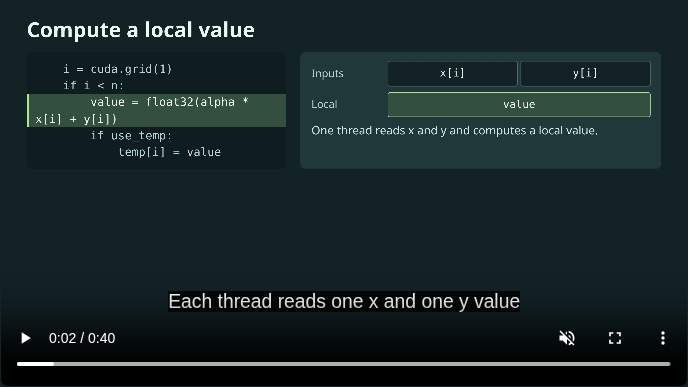 Compute a local value
i = cuda.grid(1)
if i < n:
value = float32(alpha *
x[i] + y[i])
if use_temp:
temp[i] = value
Inputs x[i] y[i]
Local value
One thread reads x and y and computes a local value.
Each thread reads one x and one y value
0:02 / 0:40